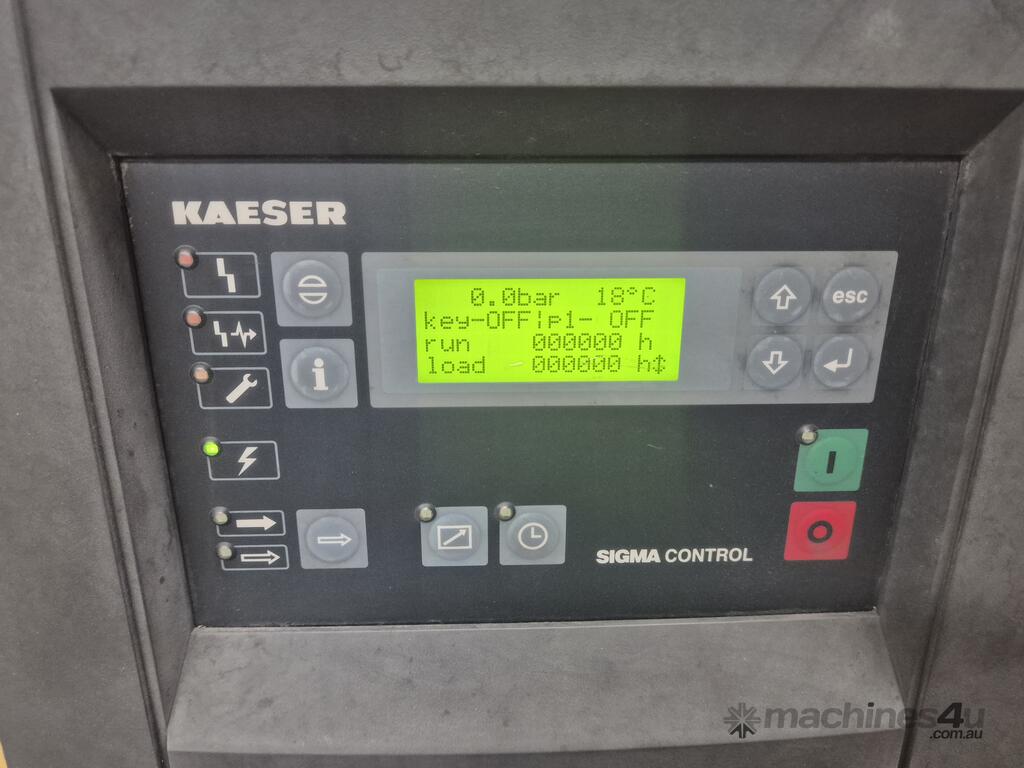 KAESER
0.0bar 18°C
key-OFF¦p1- OFF
run 000000 h
load - 000000 h↕
esc
i
I
O
SIGMA CONTROL
machines4u
.com.au